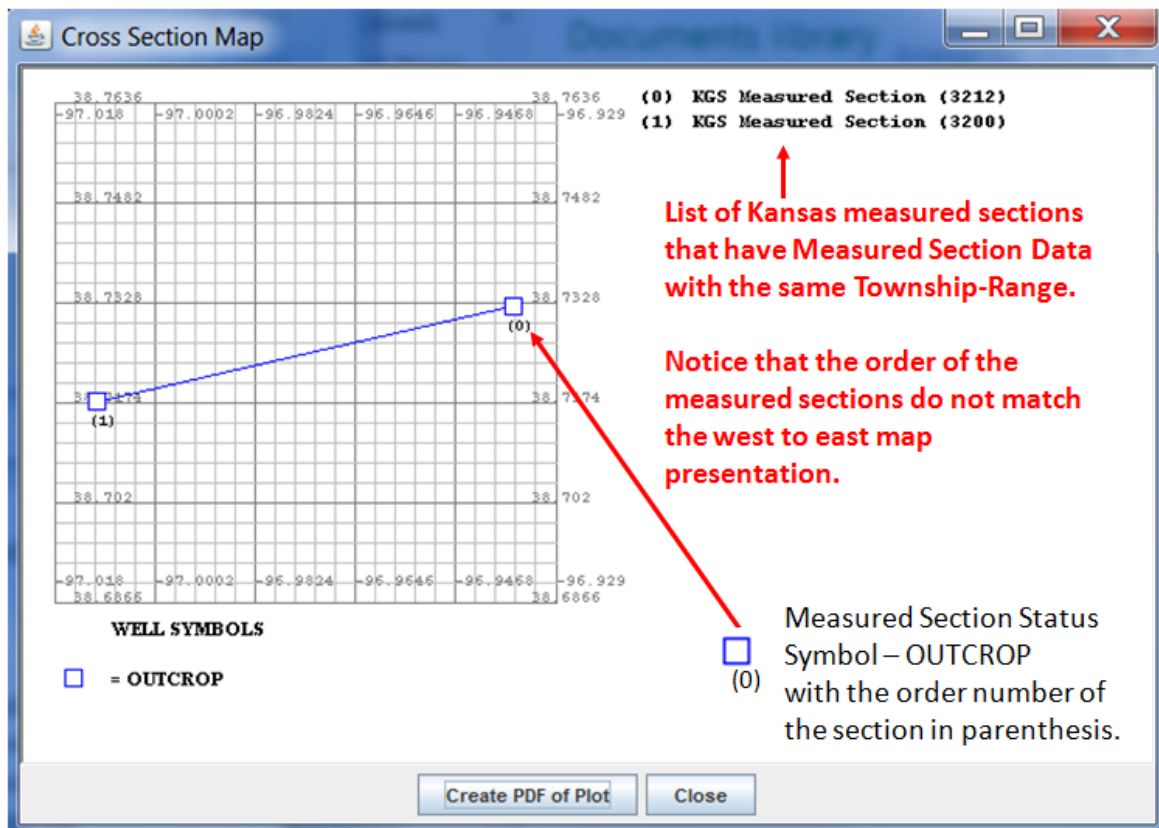 Cross Section Map
Documents library
38.7636 38.7636
-97.018 -97.0002 -96.9824 -96.9646 -96.9468 -96.929
(0) KGS Measured Section (3212)
(1) KGS Measured Section (3200)
38.7482 38.7482
List of Kansas measured sections
that have Measured Section Data
with the same Township-Range.
38.7328 38.7328
(0)
Notice that the order of the
measured sections do not match
the west to east map
presentation.
38.7174
(1)
38.702 38.702
-97.018 -97.0002 -96.9824 -96.9646 -96.9468 -96.929
38.6866 38.6866
WELL SYMBOLS
= OUTCROP
Measured Section Status
Symbol – OUTCROP
(0)
with the order number of
the section in parenthesis.
Create PDF of Plot
Close